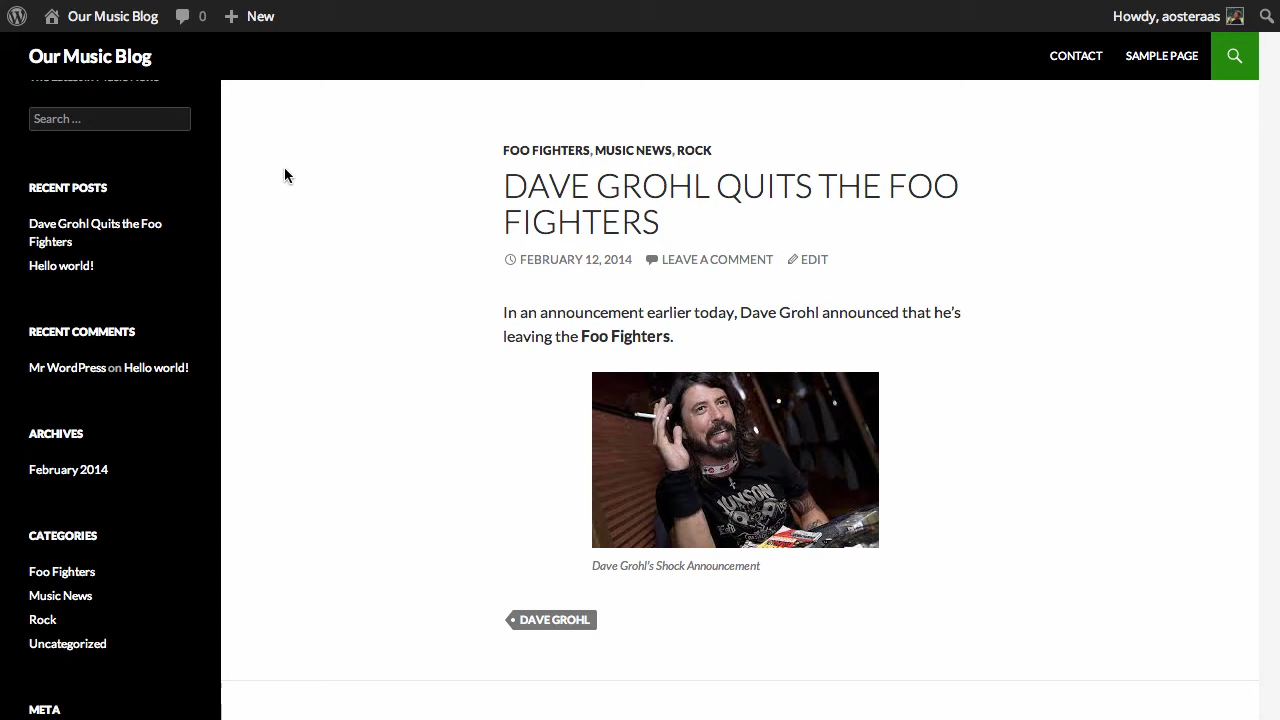 Our Music Blog 0 New Howdy, aosteraas
Our Music Blog CONTACT SAMPLE PAGE
Search ...
RECENT POSTS
Dave Grohl Quits the Foo
Fighters
Hello world!
RECENT COMMENTS
Mr WordPress on Hello world!
ARCHIVES
February 2014
CATEGORIES
Foo Fighters
Music News
Rock
Uncategorized
META
FOO FIGHTERS, MUSIC NEWS, ROCK
DAVE GROHL QUITS THE FOO
FIGHTERS
FEBRUARY 12, 2014 LEAVE A COMMENT EDIT
In an announcement earlier today, Dave Grohl announced that he's
leaving the Foo Fighters.
JUNSON
Dave Grohl's Shock Announcement
DAVE GROHL